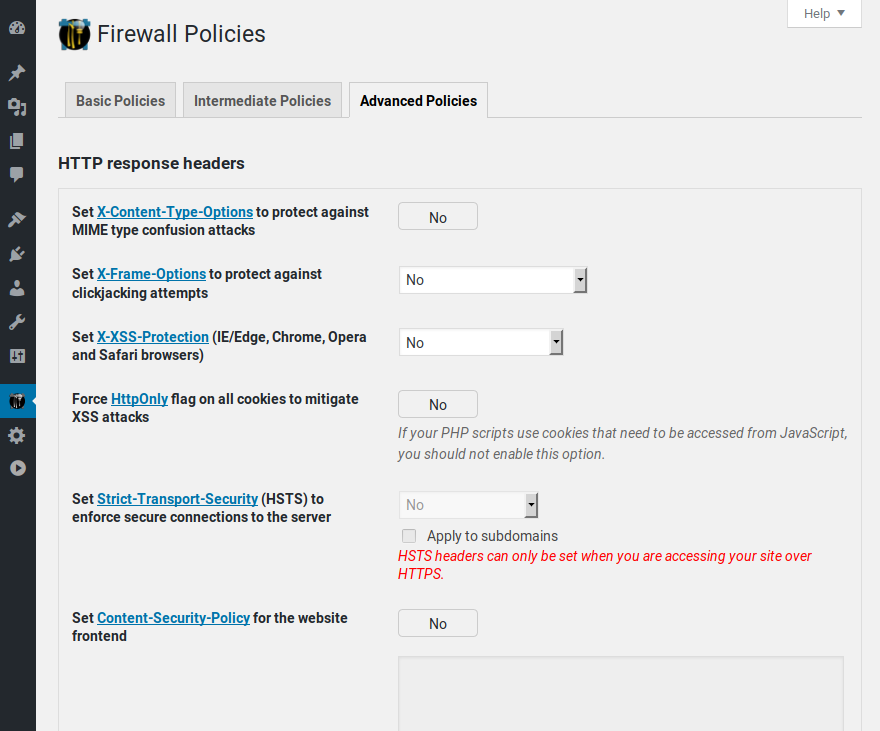 Help
Firewall Policies
Basic Policies
Intermediate Policies
Advanced Policies
HTTP response headers
Set X-Content-Type-Options to protect against
MIME type confusion attacks
No
Set X-Frame-Options to protect against
clickjacking attempts
No
Set X-XSS-Protection (IE/Edge, Chrome, Opera
and Safari browsers)
No
Force HttpOnly flag on all cookies to mitigate
XSS attacks
No
If your PHP scripts use cookies that need to be accessed from JavaScript,
you should not enable this option.
Set Strict-Transport-Security (HSTS) to
enforce secure connections to the server
No
Apply to subdomains
HSTS headers can only be set when you are accessing your site over
HTTPS.
Set Content-Security-Policy for the website
frontend
No